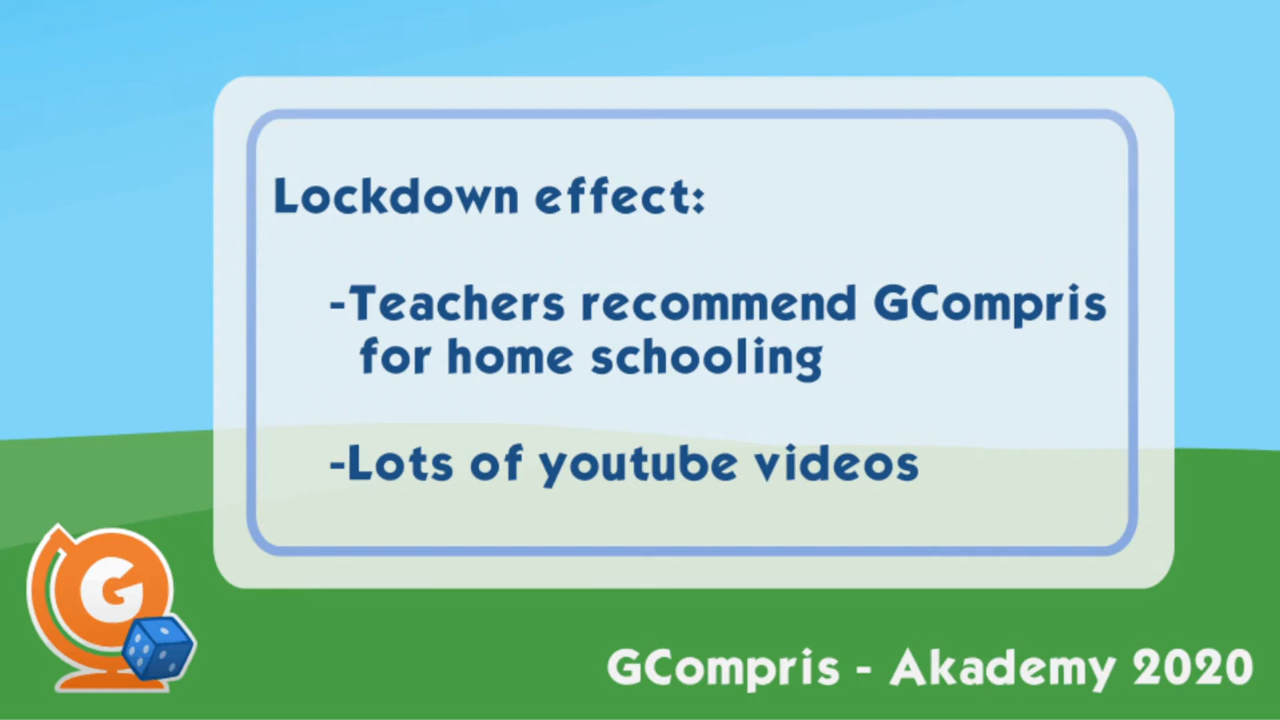 Lockdown effect:
-Teachers recommend GCompris
for home schooling
-Lots of youtube videos
G
GCompris - Akademy 2020